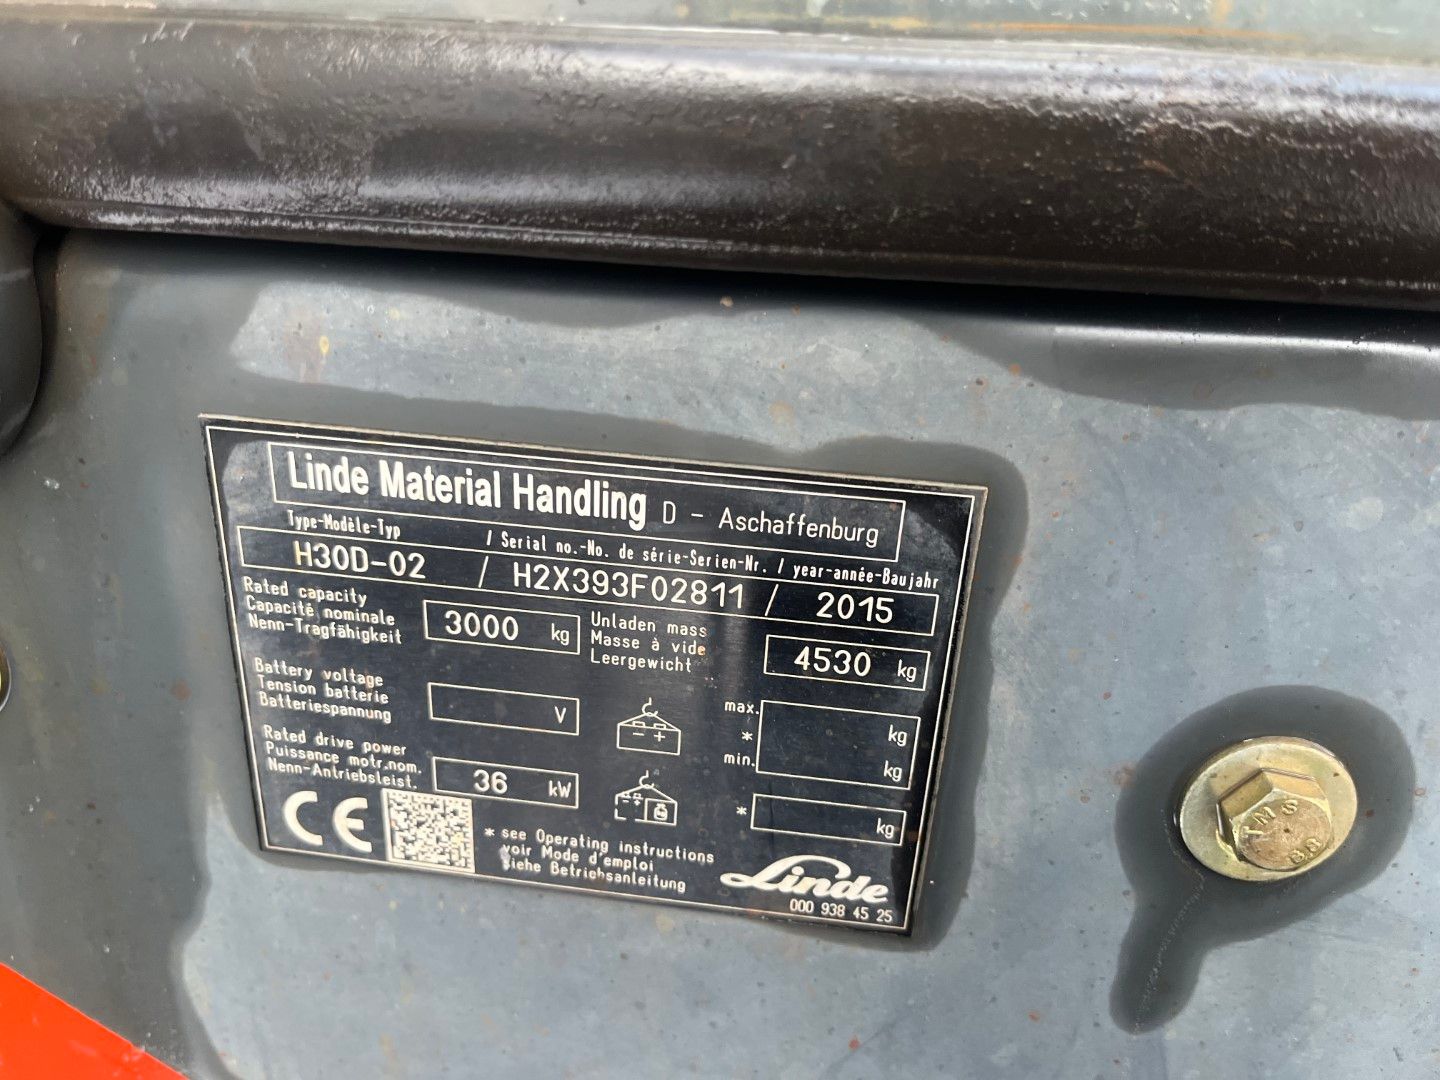 Linde Material Handling D - Aschaffenburg
Type-Modèle-Typ / Serial no.-No. de série-Serien-Nr. / year-année-Baujahr
H30D-02 / H2X393F02811 / 2015
Rated capacity
Capacité nominale
Nenn-Tragfähigkeit
3000 kg
Unladen mass
Masse à vide
Leergewicht
4530 kg
Battery voltage
Tension batterie
Batteriespannung
V
- +
max. kg
*
min. kg
Rated drive power
Puissance motr.nom.
Nenn-Antriebsleist.
36 kW
- +
* kg
CE
* see Operating instructions
voir Mode d'emploi
siehe Betriebsanleitung
Linde
000 938 45 25
TMS
8.8